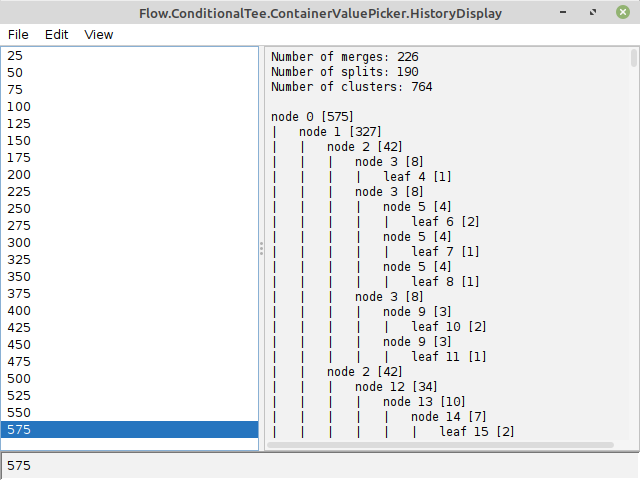 Flow.ConditionalTee.ContainerValuePicker.HistoryDisplay
File Edit View
25
50
75
100
125
150
175
200
225
250
275
300
325
350
375
400
425
450
475
500
525
550
575
Number of merges: 226
Number of splits: 190
Number of clusters: 764
node 0 [575]
|   node 1 [327]
|   |   node 2 [42]
|   |   |   node 3 [8]
|   |   |   |   leaf 4 [1]
|   |   |   node 3 [8]
|   |   |   |   node 5 [4]
|   |   |   |   |   leaf 6 [2]
|   |   |   |   node 5 [4]
|   |   |   |   |   leaf 7 [1]
|   |   |   |   node 5 [4]
|   |   |   |   |   leaf 8 [1]
|   |   |   node 3 [8]
|   |   |   |   node 9 [3]
|   |   |   |   |   leaf 10 [2]
|   |   |   |   node 9 [3]
|   |   |   |   |   leaf 11 [1]
|   |   node 2 [42]
|   |   |   node 12 [34]
|   |   |   |   node 13 [10]
|   |   |   |   |   node 14 [7]
|   |   |   |   |   |   leaf 15 [2]
575